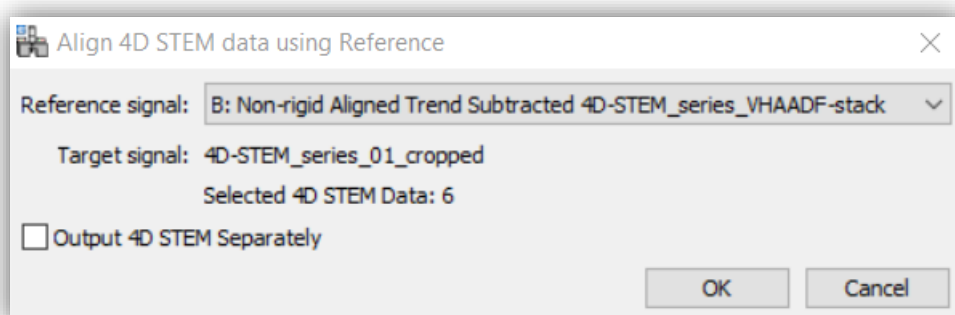 Align 4D STEM data using Reference
Reference signal: B: Non-rigid Aligned Trend Subtracted 4D-STEM_series_VHAADF-stack
Target signal: 4D-STEM_series_01_cropped
Selected 4D STEM Data: 6
Output 4D STEM Separately
OK Cancel